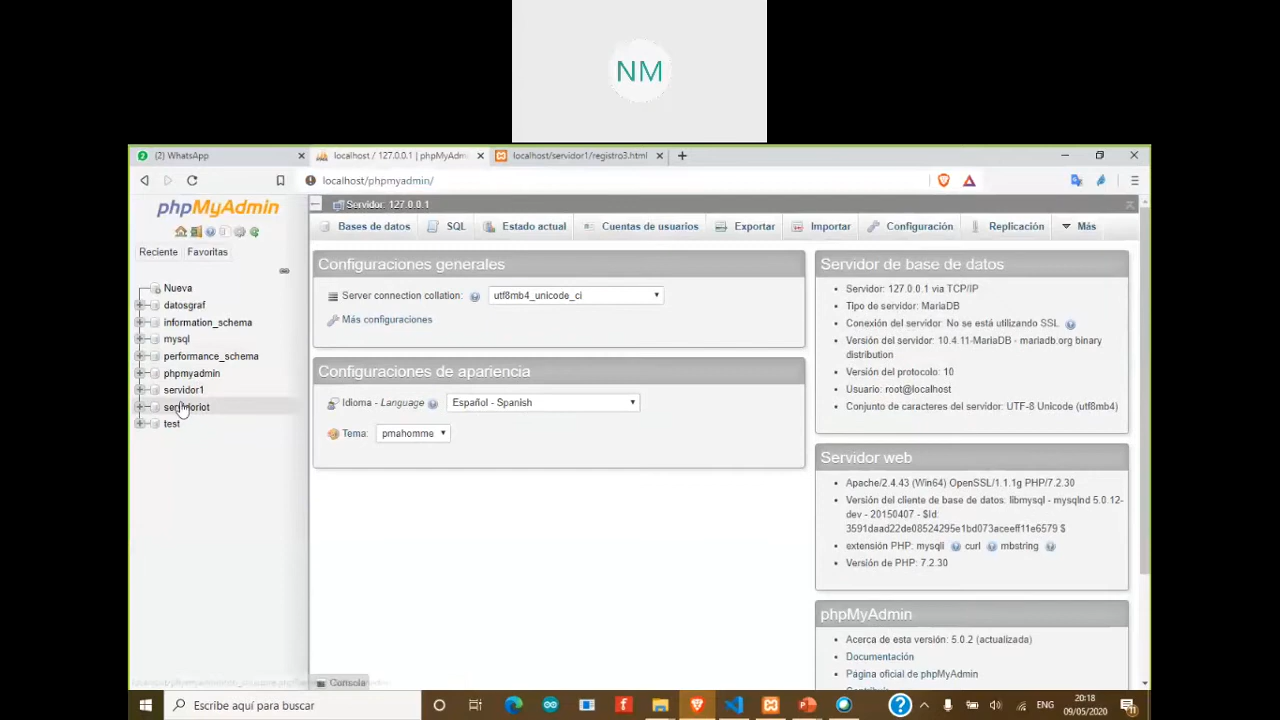 NM
(2) WhatsApp
localhost / 127.0.0.1 | phpMyAdm
localhost/servidor1/registro3.html
localhost/phpmyadmin/
phpMyAdmin
Servidor: 127.0.0.1
Bases de datos
SQL
Estado actual
Cuentas de usuarios
Exportar
Importar
Configuración
Replicación
Más
Reciente
Favoritas
Nueva
datosgraf
information_schema
mysql
performance_schema
phpmyadmin
servidor1
test
Configuraciones generales
Server connection collation:
utf8mb4_unicode_ci
Más configuraciones
Configuraciones de apariencia
Idioma - Language
Español - Spanish
Tema:
pmahomme
Servidor de base de datos
Servidor: 127.0.0.1 via TCP/IP
Tipo de servidor: MariaDB
Conexión del servidor: No se está utilizando SSL
Versión del servidor: 10.4.11-MariaDB - mariadb.org binary
distribution
Versión del protocolo: 10
Usuario: root@localhost
Conjunto de caracteres del servidor: UTF-8 Unicode (utf8mb4)
Servidor web
Apache/2.4.43 (Win64) OpenSSL/1.1.1g PHP/7.2.30
Versión del cliente de base de datos: libmysql - mysqlnd 5.0.12-
dev - 20150407 - $Id:
3591daad22de08524295e1bd073aceeff11e6579 $
extensión PHP: mysqli curl mbstring
Versión de PHP: 7.2.30
phpMyAdmin
Acerca de esta versión: 5.0.2 (actualizada)
Documentación
Página oficial de phpMyAdmin
Consola
Escribe aquí para buscar
ENG
20:18
09/05/2020